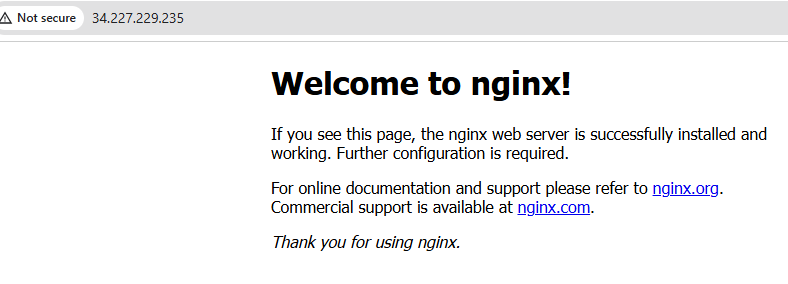 Not secure 34.227.229.235
Welcome to nginx!
If you see this page, the nginx web server is successfully installed and
working. Further configuration is required.
For online documentation and support please refer to nginx.org.
Commercial support is available at nginx.com.
Thank you for using nginx.